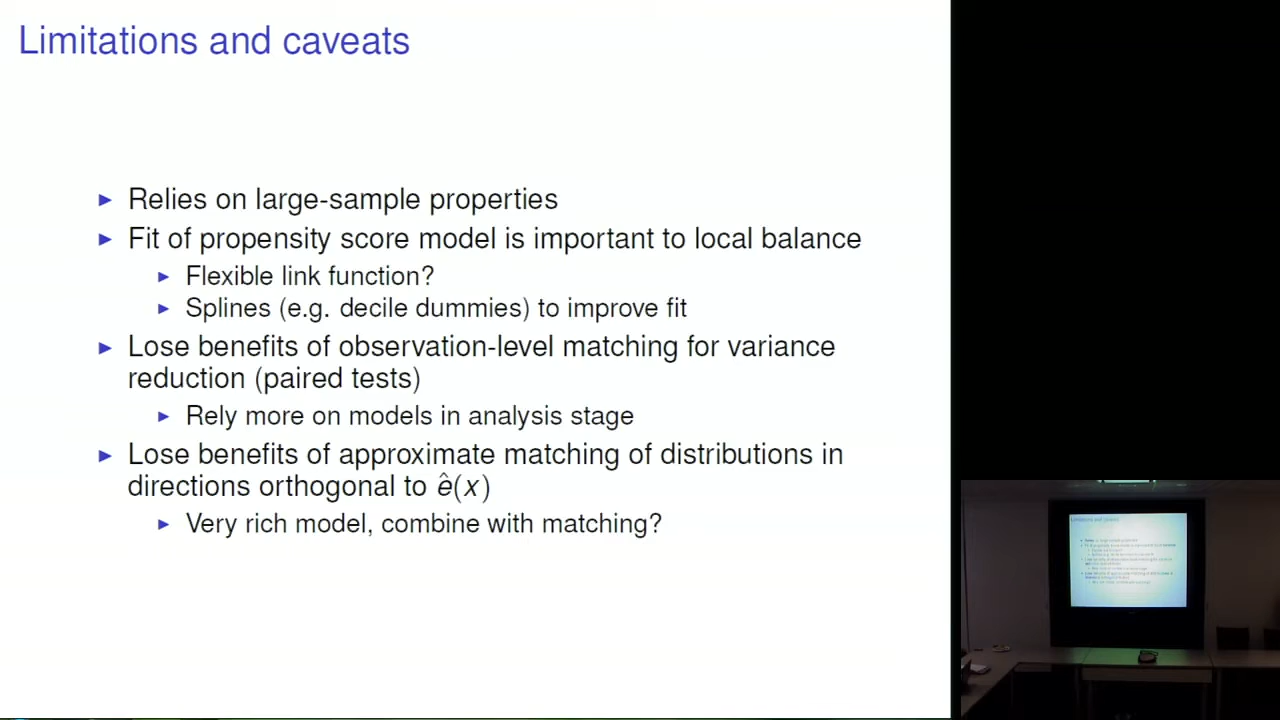 Limitations and caveats
Relies on large-sample properties
Fit of propensity score model is important to local balance
Flexible link function?
Splines (e.g. decile dummies) to improve fit
Lose benefits of observation-level matching for variance
reduction (paired tests)
Rely more on models in analysis stage
Lose benefits of approximate matching of distributions in
directions orthogonal to ê(x)
Very rich model, combine with matching?
Limitations and caveats